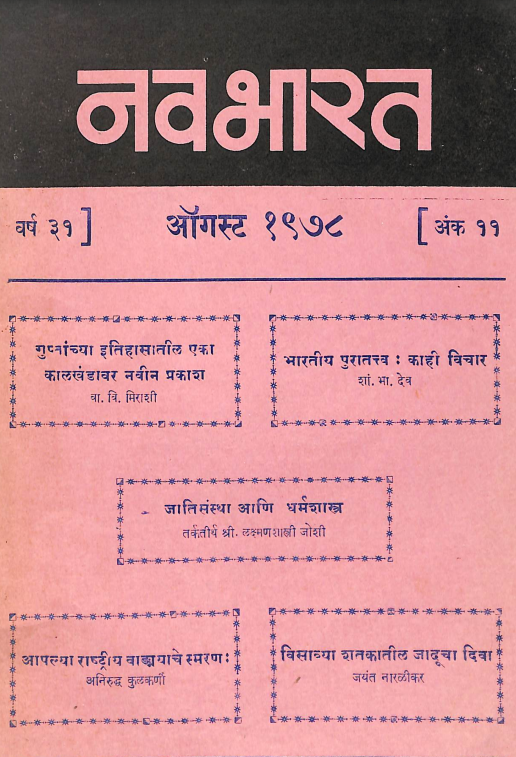 नवभारत
वर्ष ३१ ] ऑगस्ट १९७८ [ अंक ११
गुप्तांच्या इतिहासातील एका
कालखंडावर नवीन प्रकाश
वा. वि. मिराशी
भारतीय पुरातत्त्व : काही विचार
शां. भा. देव
जातिसंस्था आणि धर्मशास्त्र
तर्कतीर्थ श्री. लक्ष्मणशास्त्री जोशी
आपल्या राष्ट्रीय वाङ्मयाचे स्मरण :
अनिरुद्ध कुलकर्णी
विसाव्या शतकातील जादूचा दिवा
जयंत नारळीकर